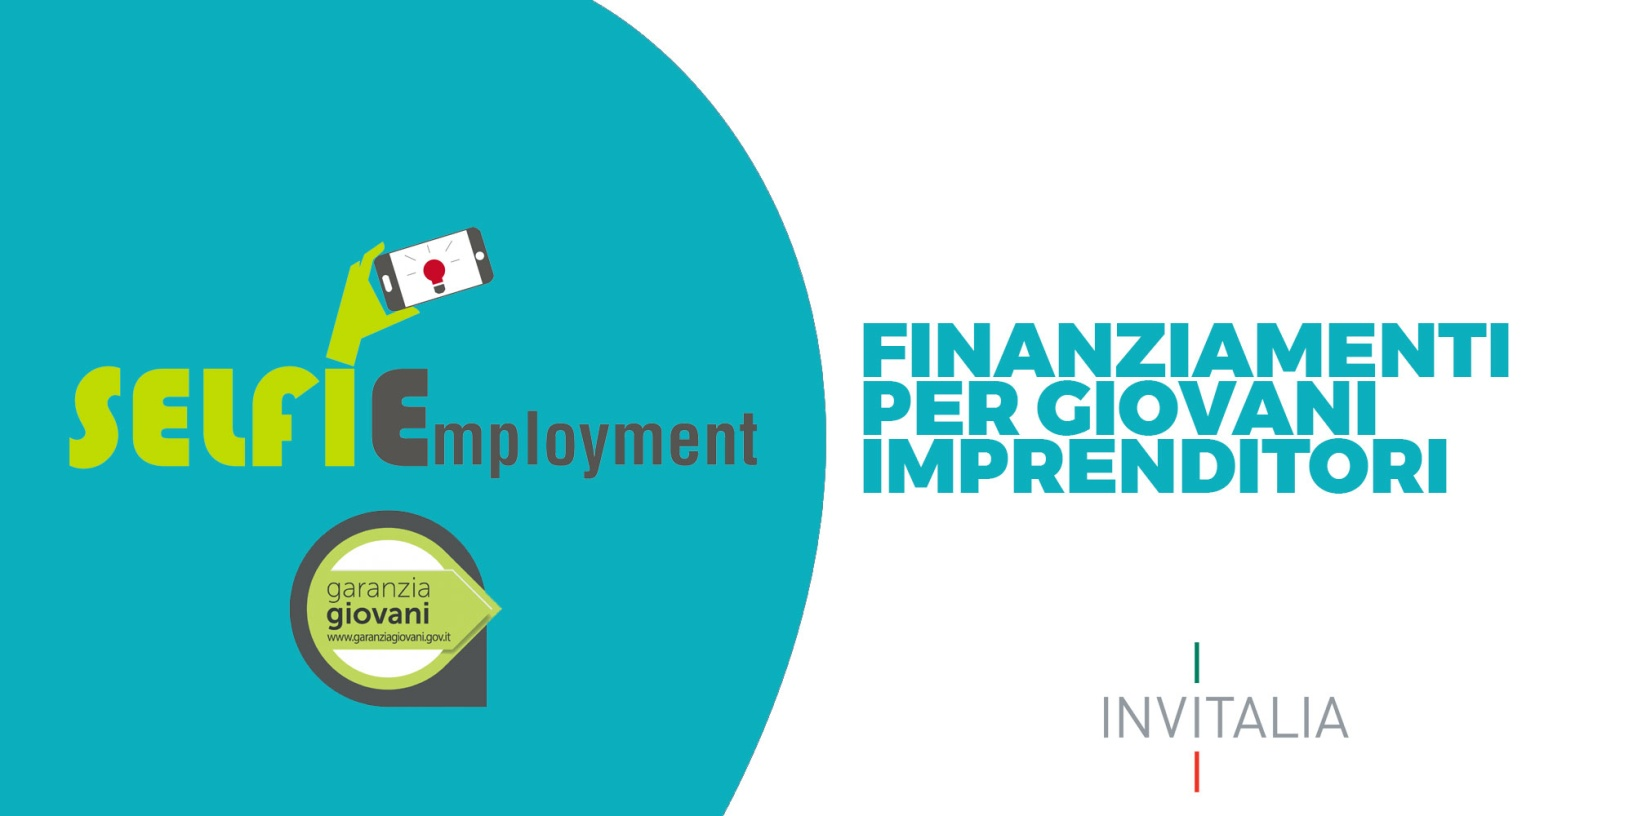 SELFIEmployment
garanzia
giovani
www.garanziagiovani.gov.it
FINANZIAMENTI
PER GIOVANI
IMPRENDITORI
INVITALIA